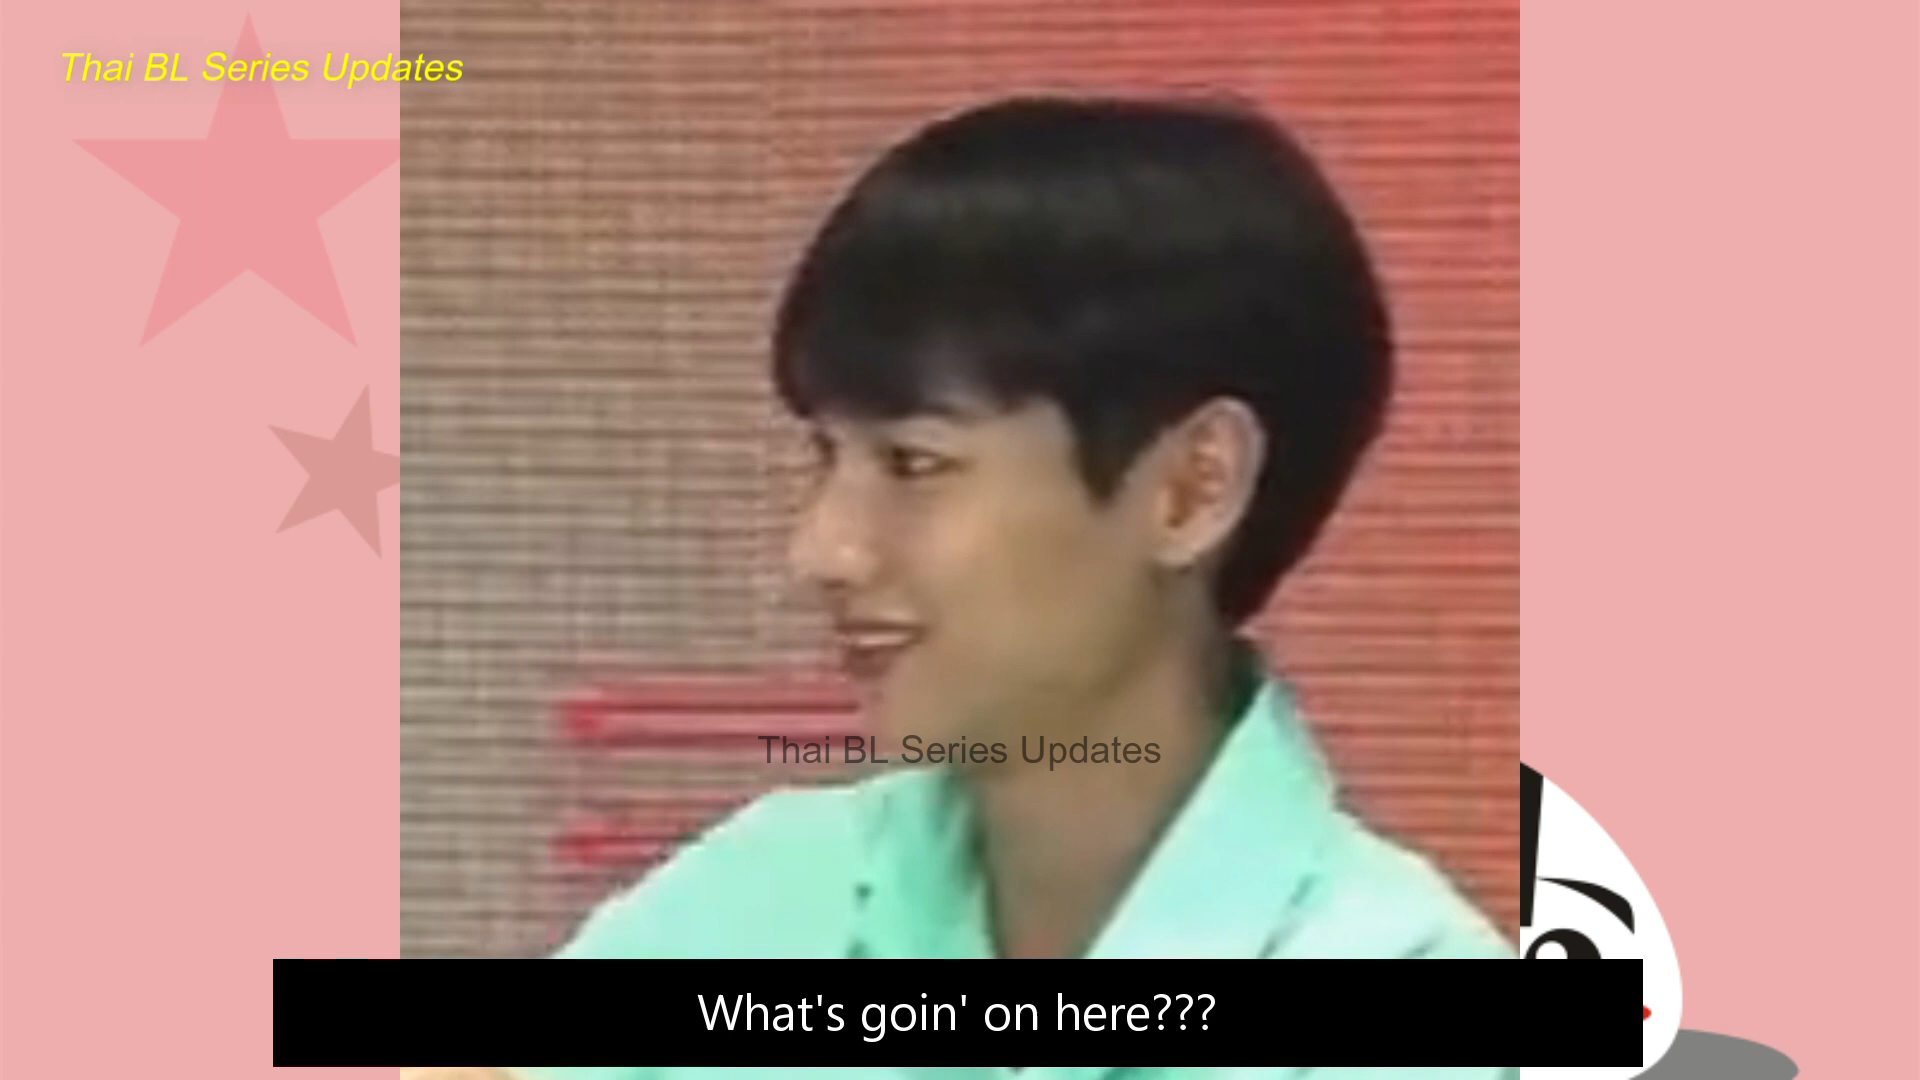 Thai BL Series Updates
Thai BL Series Updates
What's goin' on here???